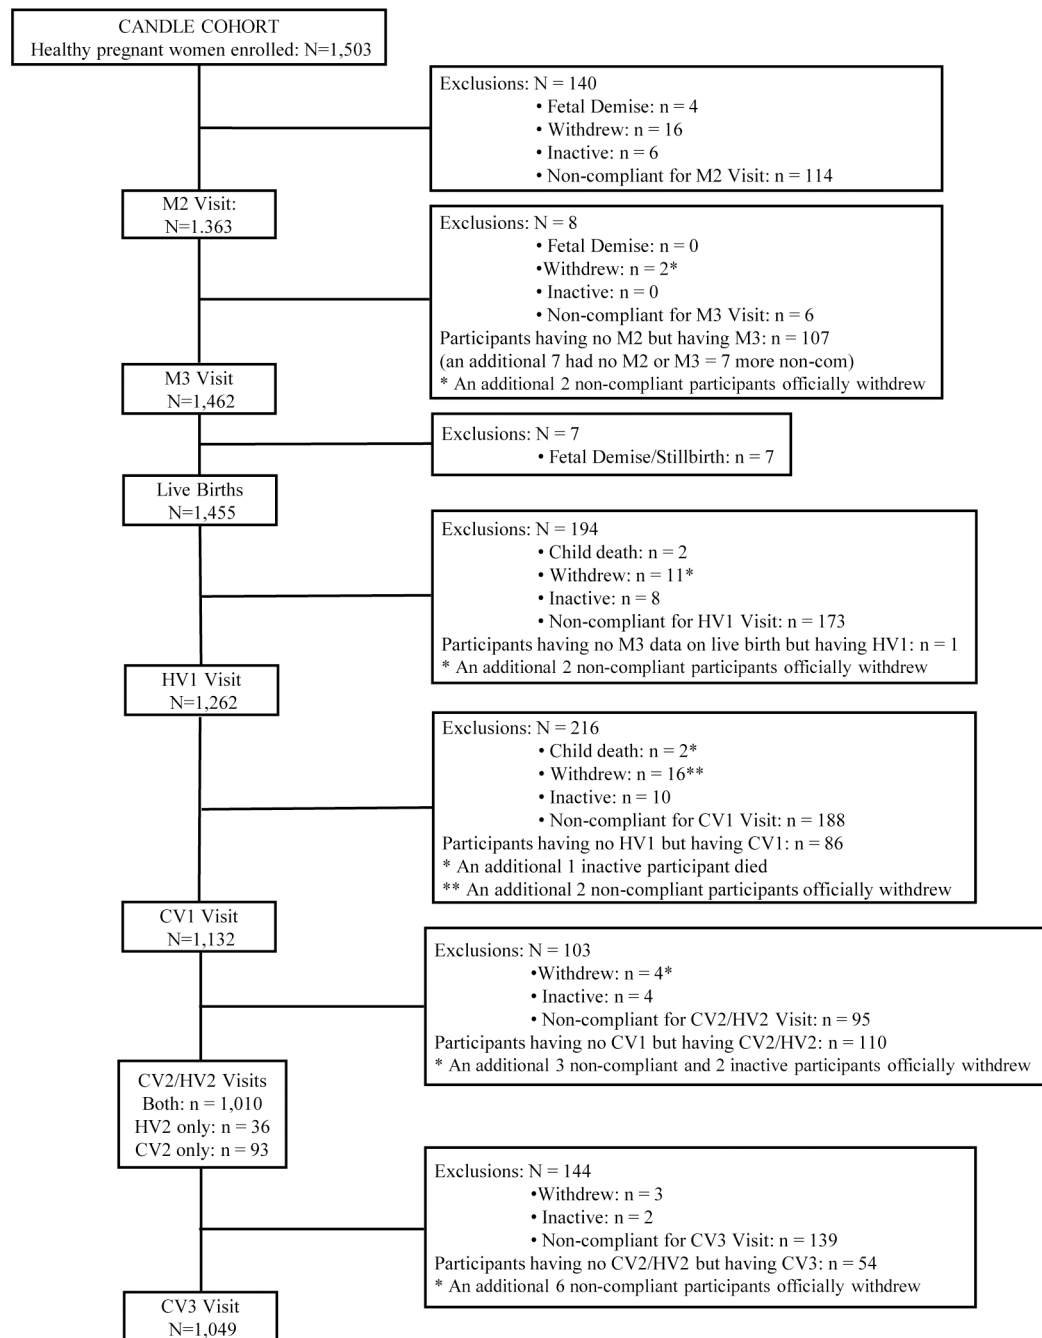 CANDLE COHORT
Healthy pregnant women enrolled: N=1,503
Exclusions: N = 140
• Fetal Demise: n = 4
• Withdrew: n = 16
• Inactive: n = 6
• Non-compliant for M2 Visit: n = 114
M2 Visit:
N=1.363
Exclusions: N = 8
• Fetal Demise: n = 0
•Withdrew: n = 2*
• Inactive: n = 0
• Non-compliant for M3 Visit: n = 6
Participants having no M2 but having M3: n = 107
(an additional 7 had no M2 or M3 = 7 more non-com)
* An additional 2 non-compliant participants officially withdrew
M3 Visit
N=1,462
Exclusions: N = 7
• Fetal Demise/Stillbirth: n = 7
Live Births
N=1,455
Exclusions: N = 194
• Child death: n = 2
• Withdrew: n = 11*
• Inactive: n = 8
• Non-compliant for HV1 Visit: n = 173
Participants having no M3 data on live birth but having HV1: n = 1
* An additional 2 non-compliant participants officially withdrew
HV1 Visit
N=1,262
Exclusions: N = 216
• Child death: n = 2*
• Withdrew: n = 16**
• Inactive: n = 10
• Non-compliant for CV1 Visit: n = 188
Participants having no HV1 but having CV1: n = 86
* An additional 1 inactive participant died
** An additional 2 non-compliant participants officially withdrew
CV1 Visit
N=1,132
Exclusions: N = 103
•Withdrew: n = 4*
• Inactive: n = 4
• Non-compliant for CV2/HV2 Visit: n = 95
Participants having no CV1 but having CV2/HV2: n = 110
* An additional 3 non-compliant and 2 inactive participants officially withdrew
CV2/HV2 Visits
Both: n = 1,010
HV2 only: n = 36
CV2 only: n = 93
Exclusions: N = 144
•Withdrew: n = 3
• Inactive: n = 2
• Non-compliant for CV3 Visit: n = 139
Participants having no CV2/HV2 but having CV3: n = 54
* An additional 6 non-compliant participants officially withdrew
CV3 Visit
N=1,049